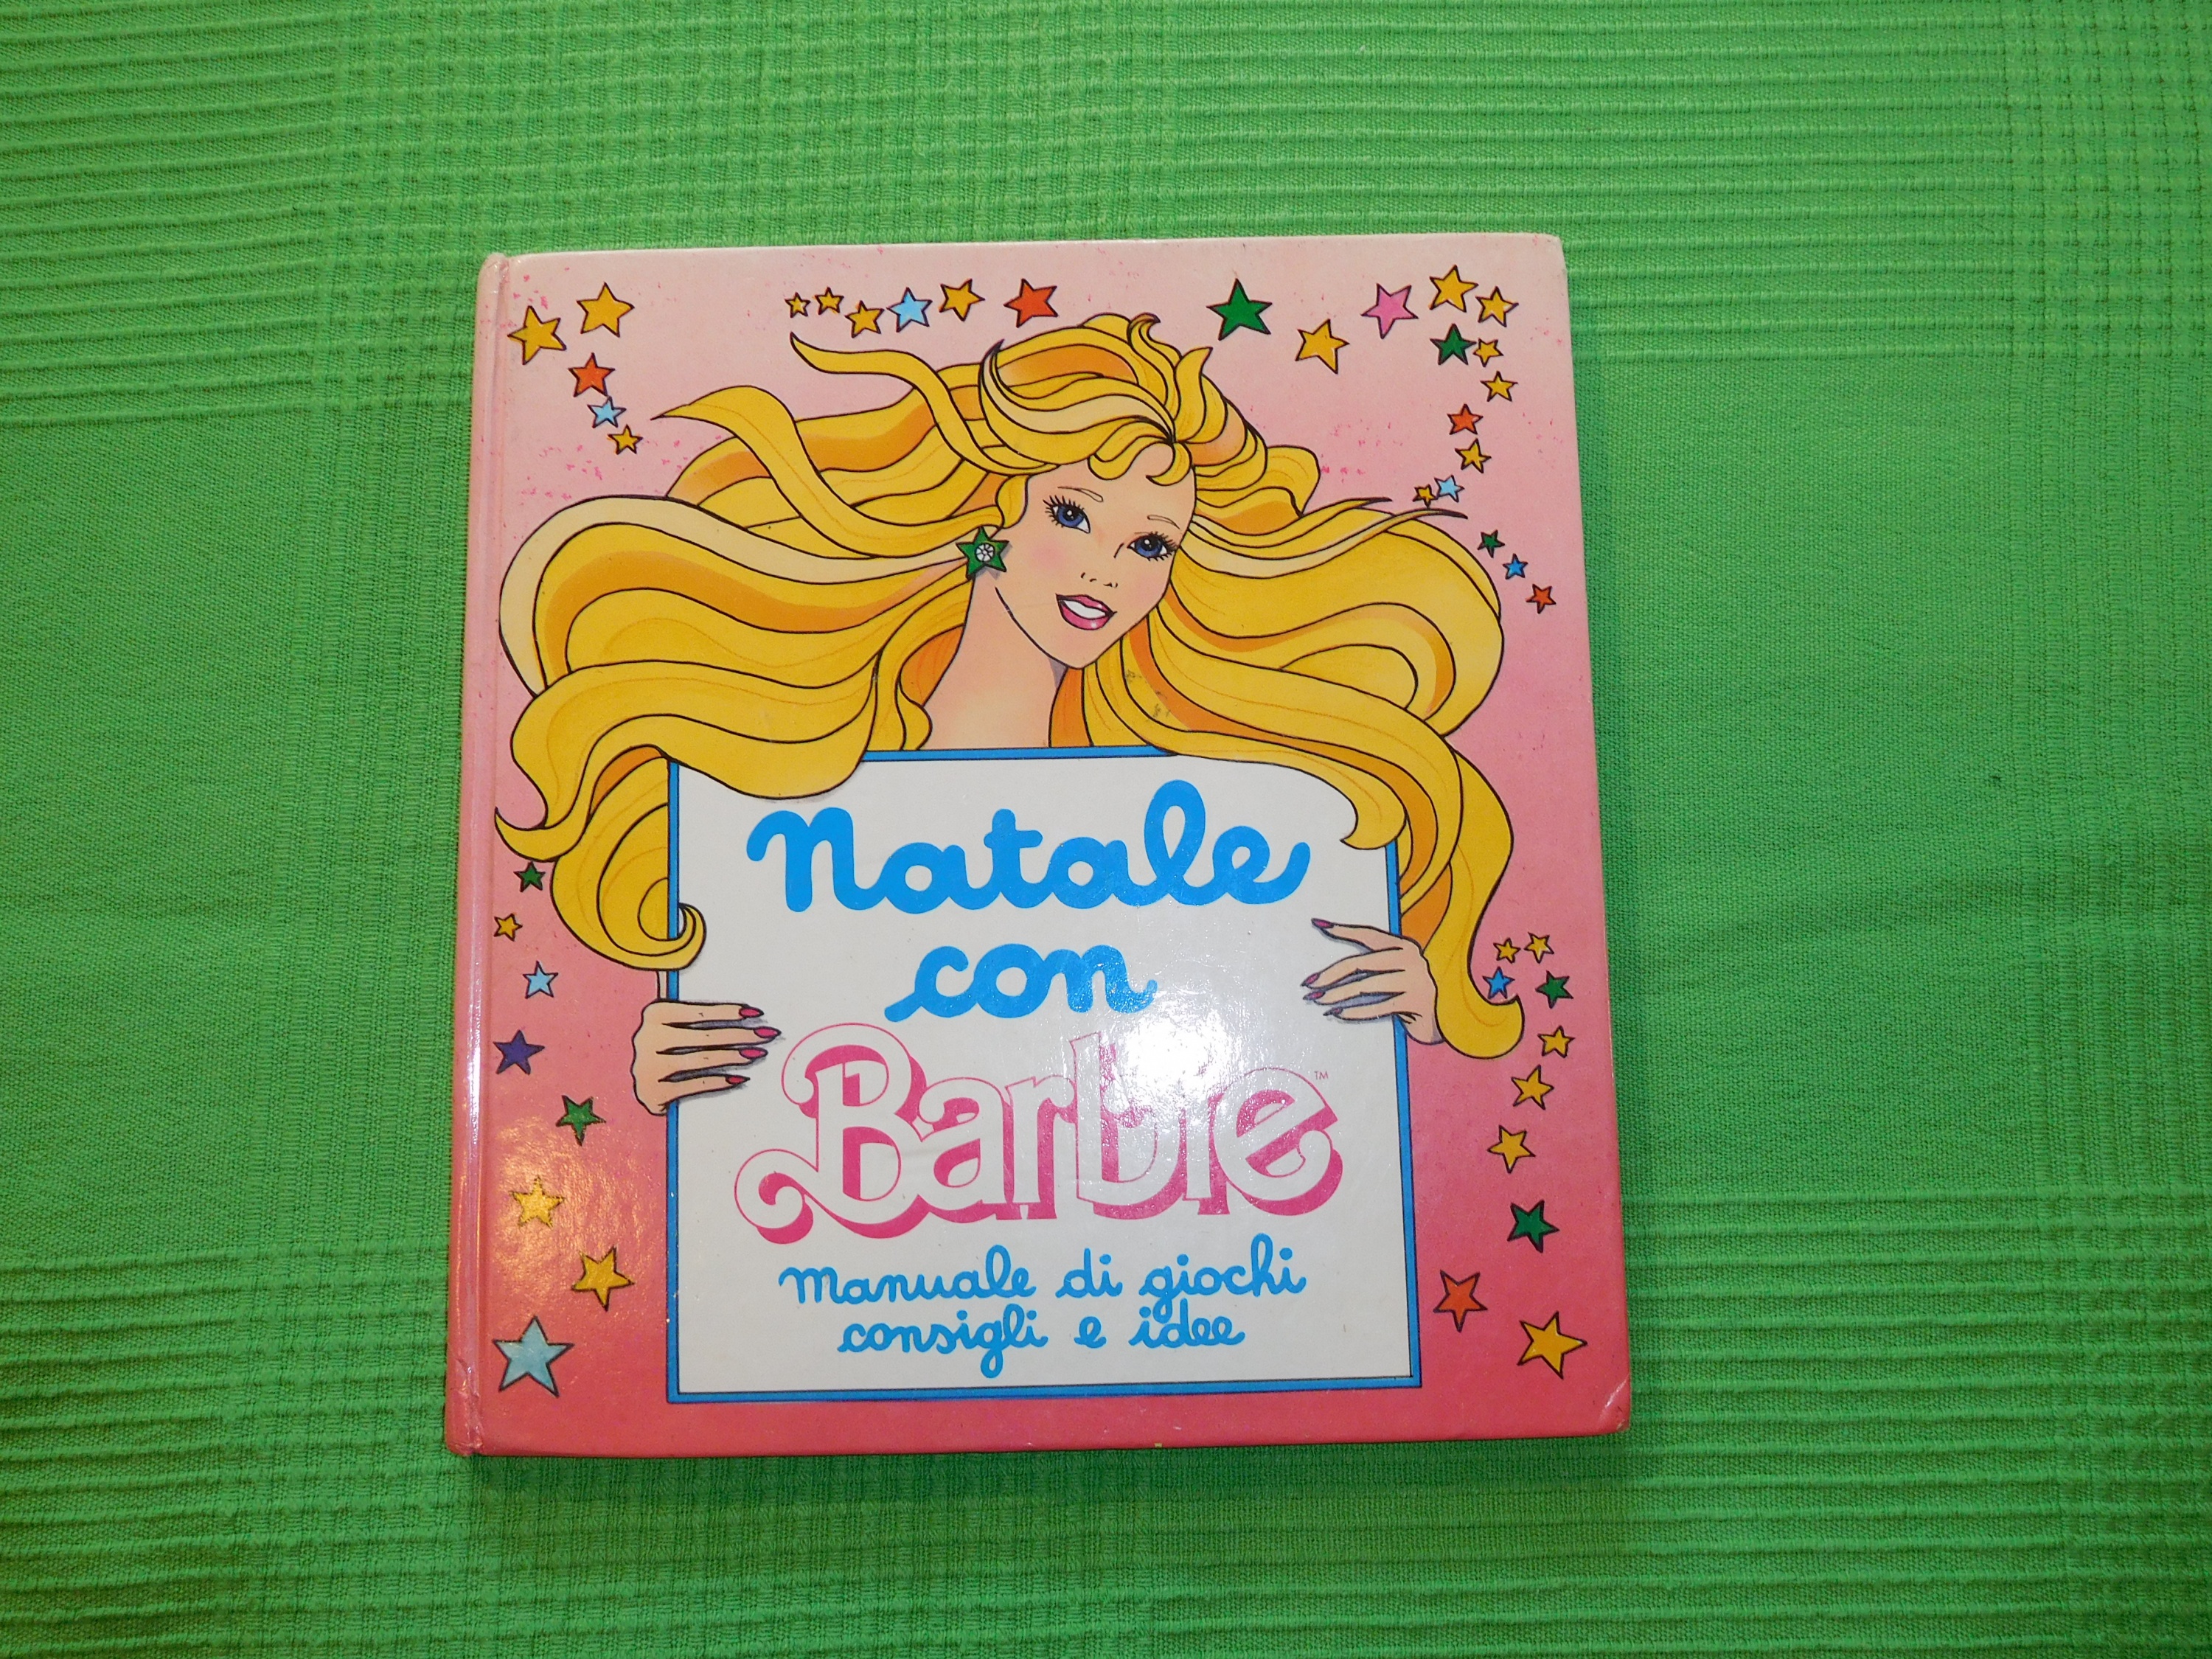 Natale
con
Barbie™
manuale di giochi
consigli e idee